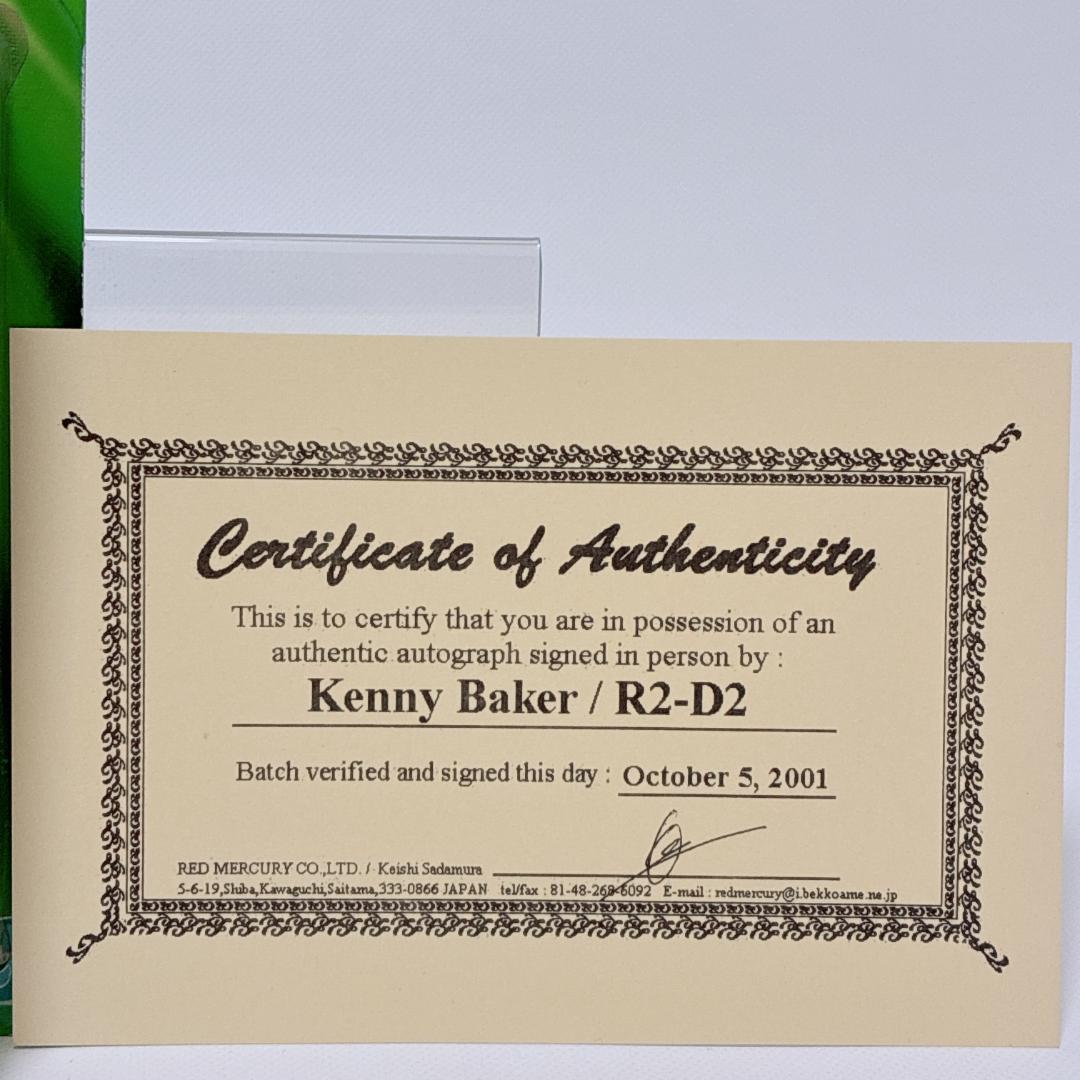 Certificate of Authenticity
This is to certify that you are in possession of an
authentic autograph signed in person by :
Kenny Baker / R2-D2
Batch verified and signed this day : October 5, 2001
RED MERCURY CO.,LTD. / Keishi Sadamura
5-6-19,Shiba,Kawaguchi,Saitama,333-0866 JAPAN tel/fax : 81-48-268-6092 E-mail : redmercury@i.bekkoame.ne.jp